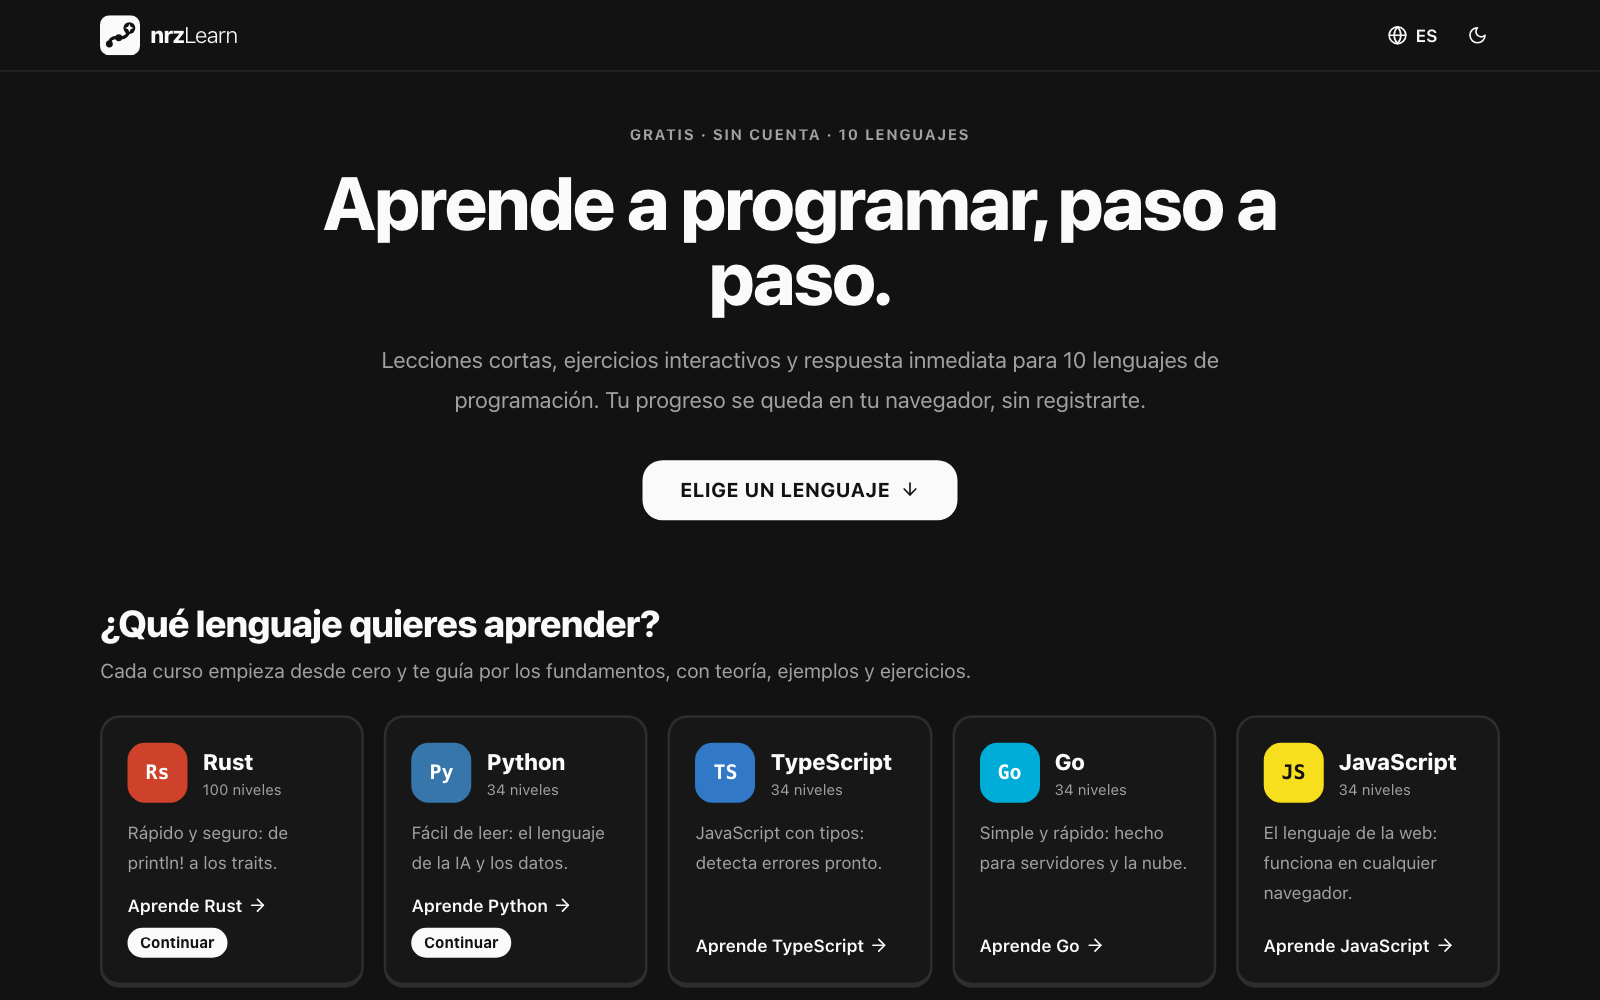 nrzLearn
ES
GRATIS · SIN CUENTA · 10 LENGUAJES
Aprende a programar, paso a
paso.
Lecciones cortas, ejercicios interactivos y respuesta inmediata para 10 lenguajes de
programación. Tu progreso se queda en tu navegador, sin registrarte.
ELIGE UN LENGUAJE ↓
¿Qué lenguaje quieres aprender?
Cada curso empieza desde cero y te guía por los fundamentos, con teoría, ejemplos y ejercicios.
Rs
Rust
100 niveles
Rápido y seguro: de
println! a los traits.
Aprende Rust →
Continuar
Py
Python
34 niveles
Fácil de leer: el lenguaje
de la IA y los datos.
Aprende Python →
Continuar
TS
TypeScript
34 niveles
JavaScript con tipos:
detecta errores pronto.
Aprende TypeScript →
Go
Go
34 niveles
Simple y rápido: hecho
para servidores y la nube.
Aprende Go →
JS
JavaScript
34 niveles
El lenguaje de la web:
funciona en cualquier
navegador.
Aprende JavaScript →